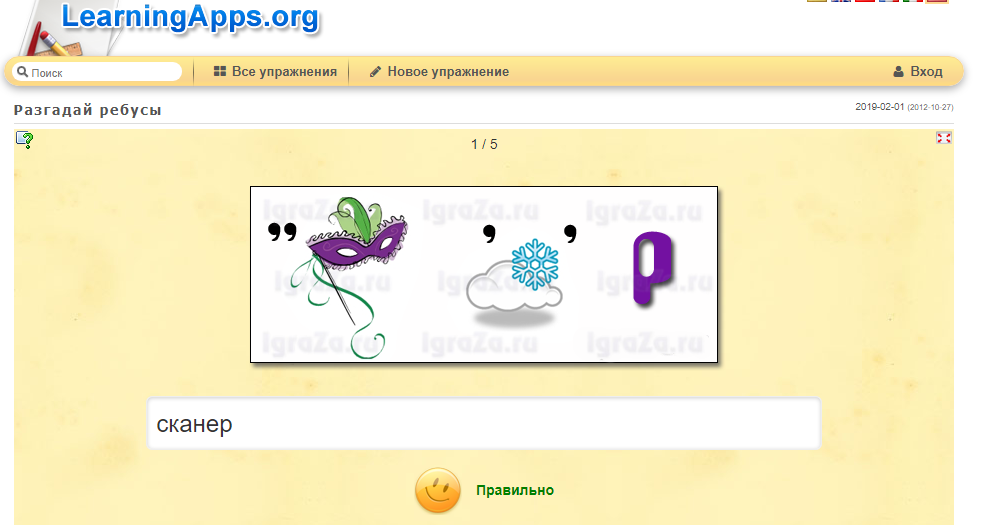 LearningApps.org
Поиск
Все упражнения
Новое упражнение
Вход
Разгадай ребусы
2019-02-01 (2012-10-27)
1 / 5
IgraZa.ru IgraZa.ru IgraZa.ru
,, , , Р
IgraZa.ru IgraZa.ru IgraZa.ru
IgraZa.ru IgraZa.ru IgraZa.ru
сканер
Правильно